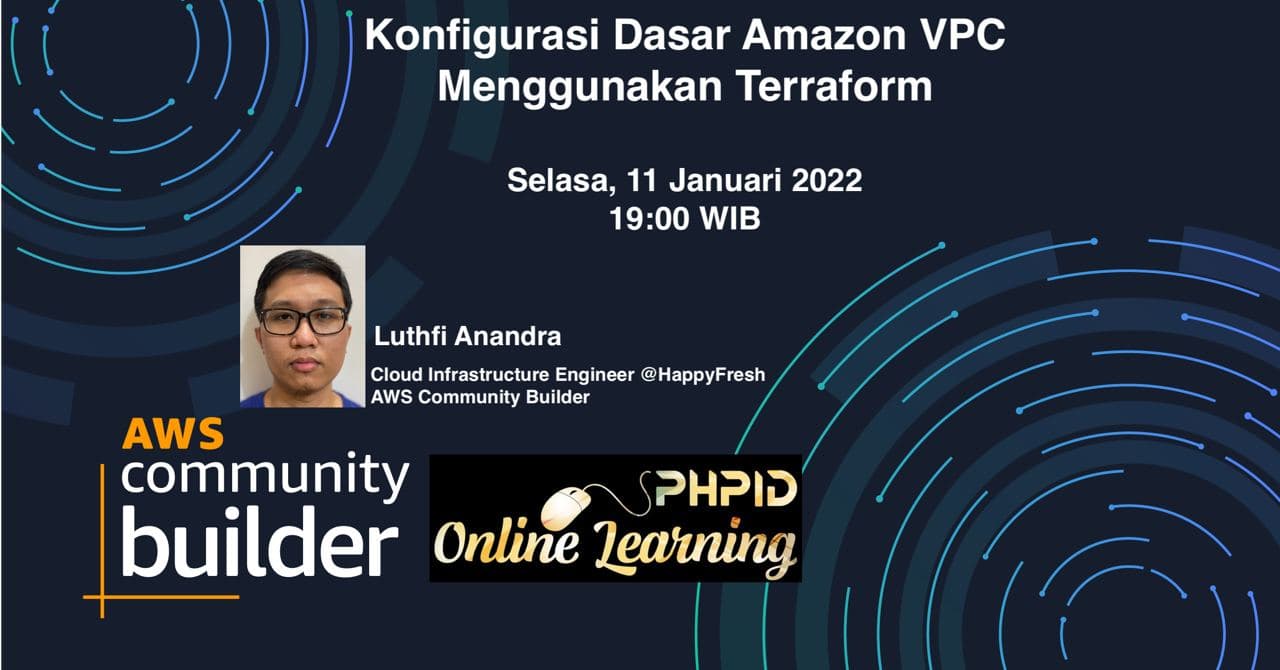 Konfigurasi Dasar Amazon VPC
Menggunakan Terraform
Selasa, 11 Januari 2022
19:00 WIB
Luthfi Anandra
Cloud Infrastructure Engineer @HappyFresh
AWS Community Builder
AWS
community
builder
PHPID
Online Learning